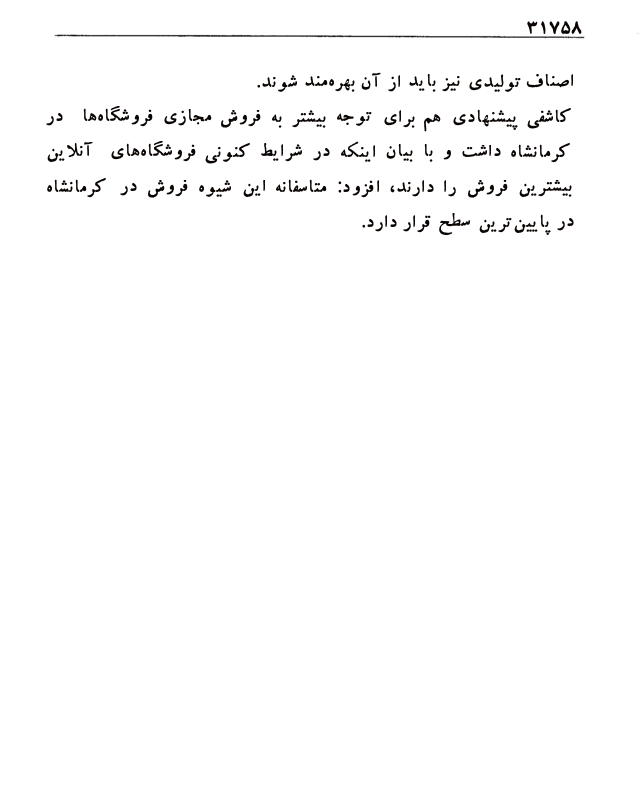 ۳۱۷۵۸
اصناف تولیدی نیز باید از آن بهره‌مند شوند.
کاشفی پیشنهادی هم برای توجه بیشتر به فروش مجازی فروشگاه‌ها در
کرمانشاه داشت و با بیان اینکه در شرایط کنونی فروشگاه‌های آنلاین
بیشترین فروش را دارند، افزود: متاسفانه این شیوه فروش در کرمانشاه
در پایین‌ترین سطح قرار دارد.